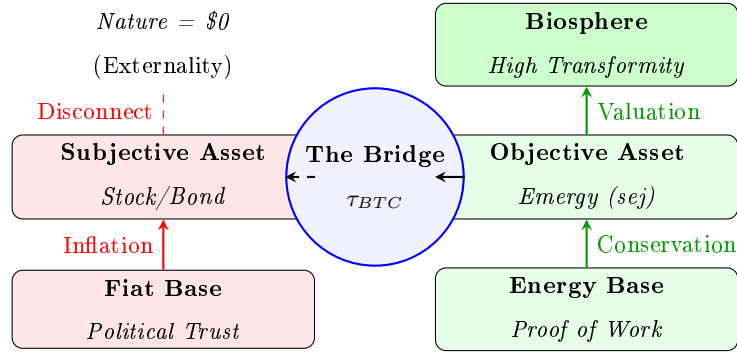 Nature = $0
(Externality)
Disconnect
Subjective Asset
Stock/Bond
Inflation
Fiat Base
Political Trust
The Bridge
τ_BTC
Biosphere
High Transformity
Valuation
Objective Asset
Emergy (sej)
Conservation
Energy Base
Proof of Work